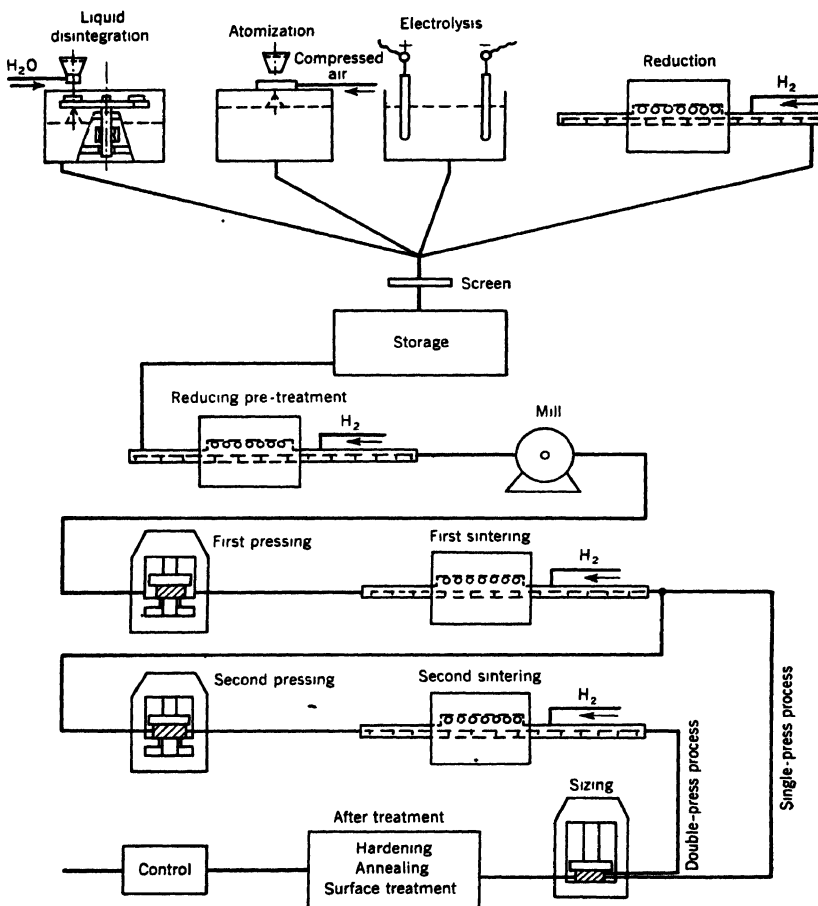 Liquid
disintegration
H₂O
Atomization
Compressed
air
Electrolysis
+
−
Reduction
H₂
Screen
Storage
Reducing pre-treatment
H₂
Mill
First pressing
First sintering
H₂
Second pressing
Second sintering
H₂
Single-press process
Double-press process
Sizing
After treatment
Hardening
Annealing
Surface treatment
Control